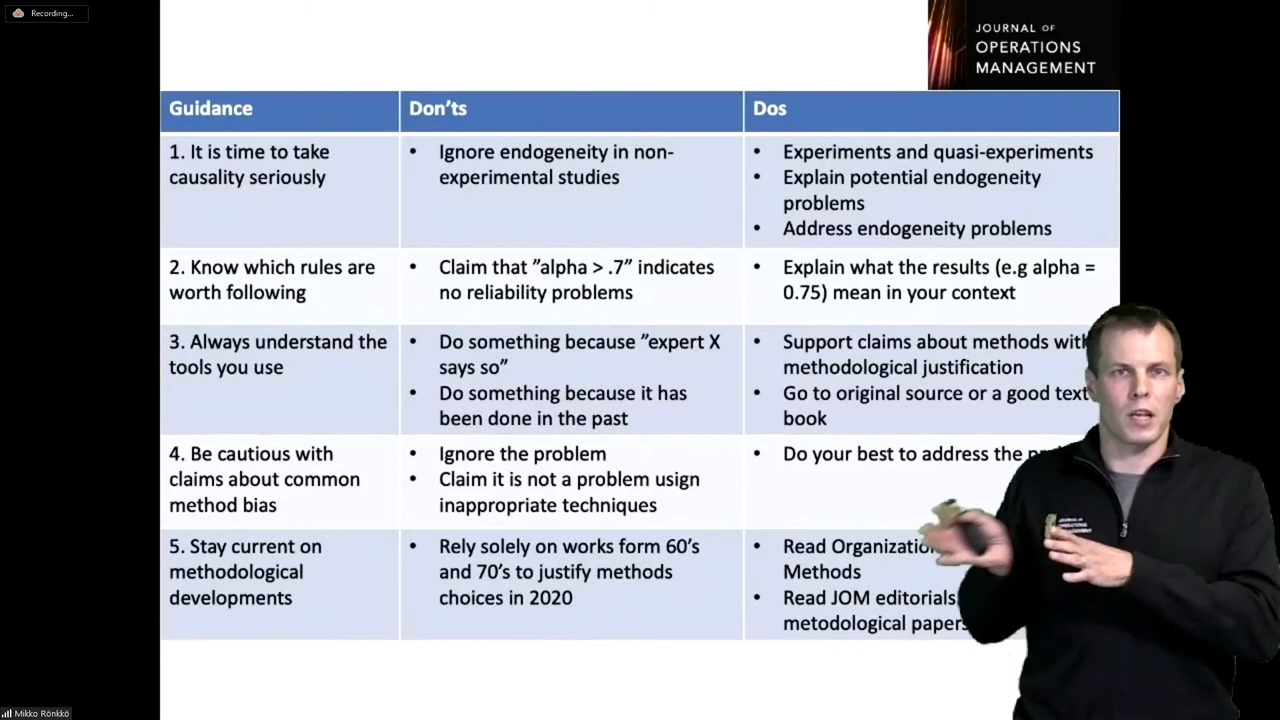 Recording...
JOURNAL OF
OPERATIONS
MANAGEMENT
Guidance
Don'ts
Dos
1. It is time to take
causality seriously
• Ignore endogeneity in non-
experimental studies
• Experiments and quasi-experiments
• Explain potential endogeneity
problems
• Address endogeneity problems
2. Know which rules are
worth following
• Claim that ”alpha > .7” indicates
no reliability problems
• Explain what the results (e.g alpha =
0.75) mean in your context
3. Always understand the
tools you use
• Do something because ”expert X
says so”
• Do something because it has
been done in the past
• Support claims about methods with
methodological justification
• Go to original source or a good text
book
4. Be cautious with
claims about common
method bias
• Ignore the problem
• Claim it is not a problem usign
inappropriate techniques
• Do your best to address the
5. Stay current on
methodological
developments
• Rely solely on works form 60's
and 70's to justify methods
choices in 2020
• Read
Methods
• Read JOM editorials
metodological papers
JOURNAL OF
OPERATIONS
MANAGEMENT
Mikko Rönkkö